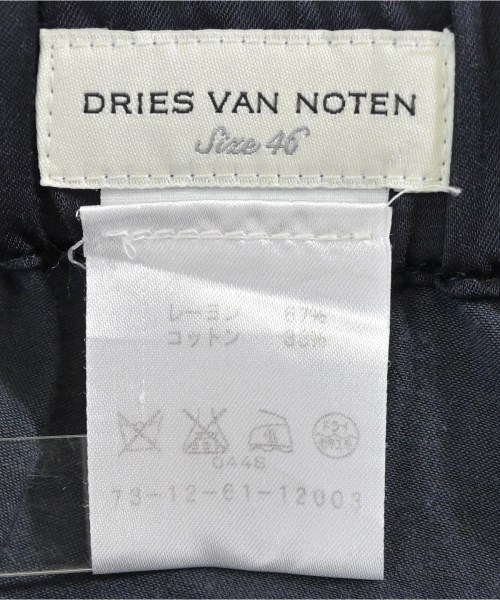 DRIES VAN NOTEN
Size 46
レーヨン 67%
コットン 33%
0446
73-12-61-12003